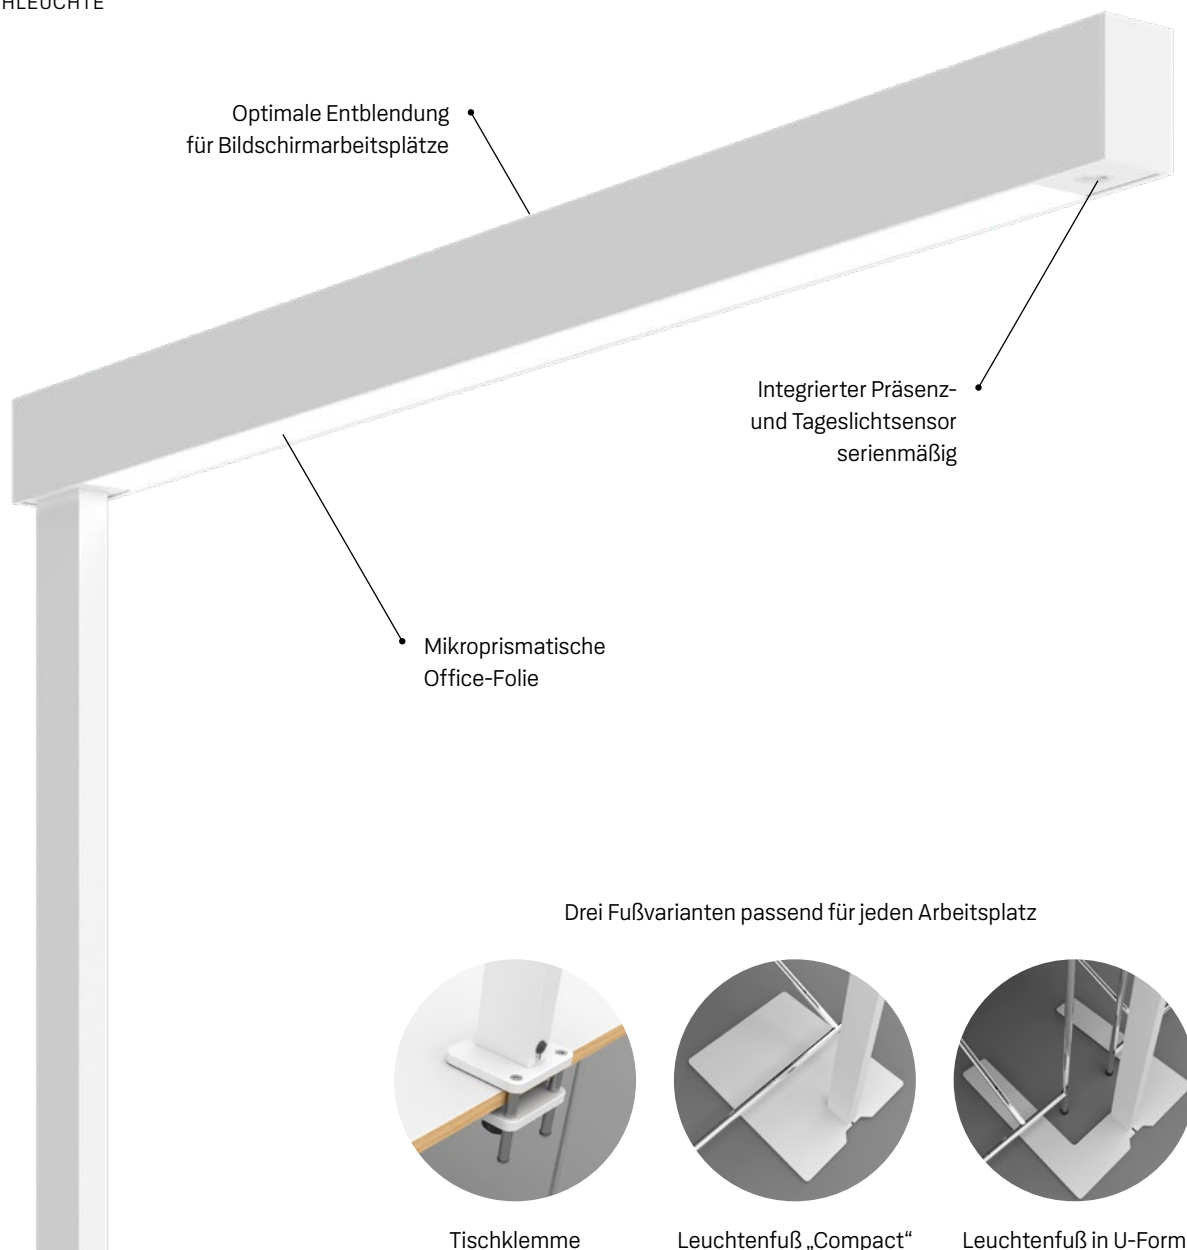 HLEUCHTE
Optimale Entblendung
für Bildschirmarbeitsplätze
Integrierter Präsenz-
und Tageslichtsensor
serienmäßig
Mikroprismatische
Office-Folie
Drei Fußvarianten passend für jeden Arbeitsplatz
Tischklemme
Leuchtenfuß „Compact“
Leuchtenfuß in U-Form